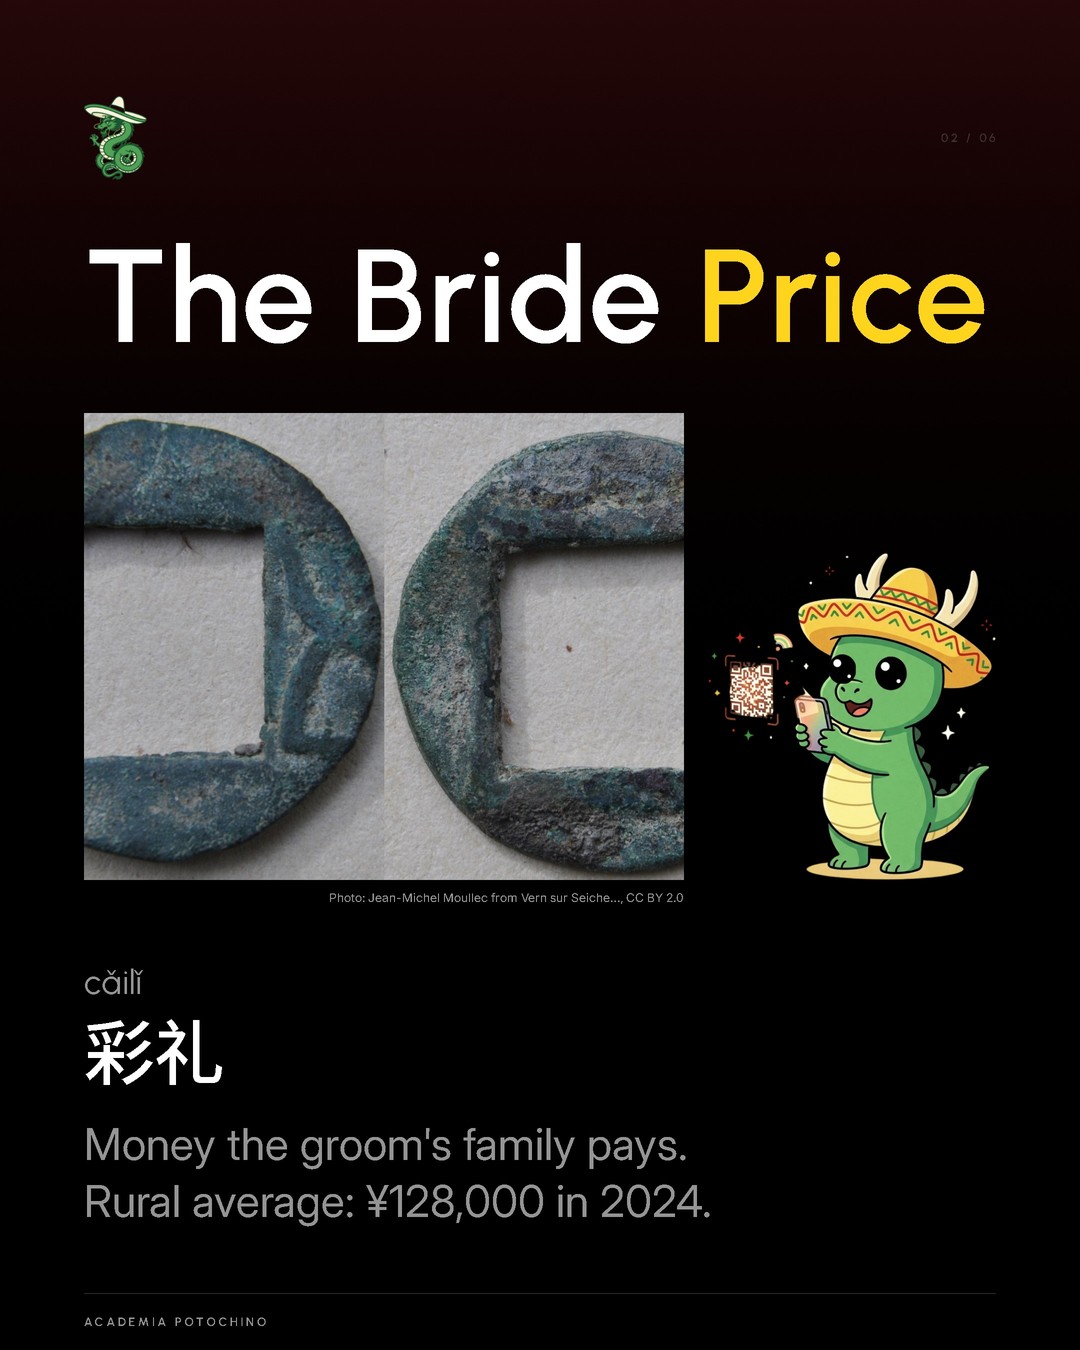 02 / 06
The Bride Price
Photo: Jean-Michel Moullec from Vern sur Seiche..., CC BY 2.0
cǎilǐ
彩礼
Money the groom's family pays.
Rural average: ¥128,000 in 2024.
ACADEMIA POTOCHINO